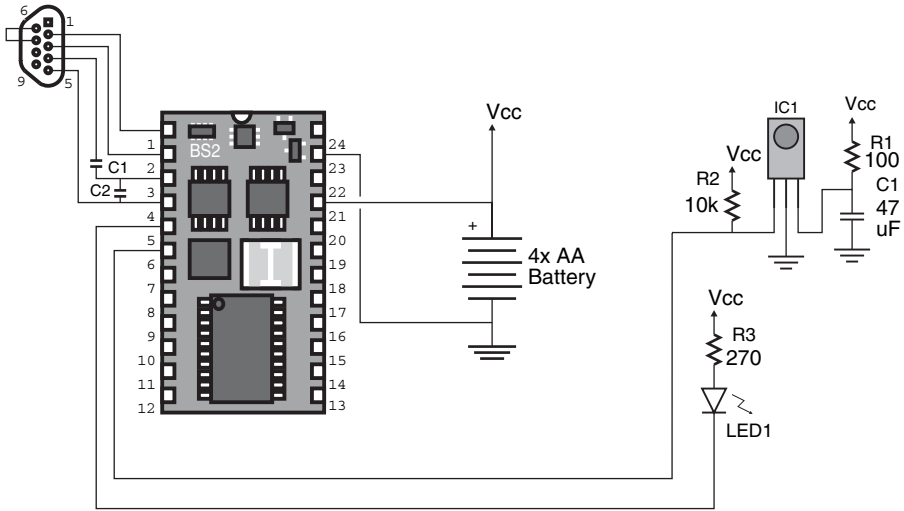 6
1
9
5
BS2
C1
C2
1
2
3
4
5
6
7
8
9
10
11
12
24
23
22
21
20
19
18
17
16
15
14
13
Vcc
+
4x AA
Battery
IC1
Vcc
R2
10k
Vcc
R1
100
C1
47
uF
Vcc
R3
270
LED1